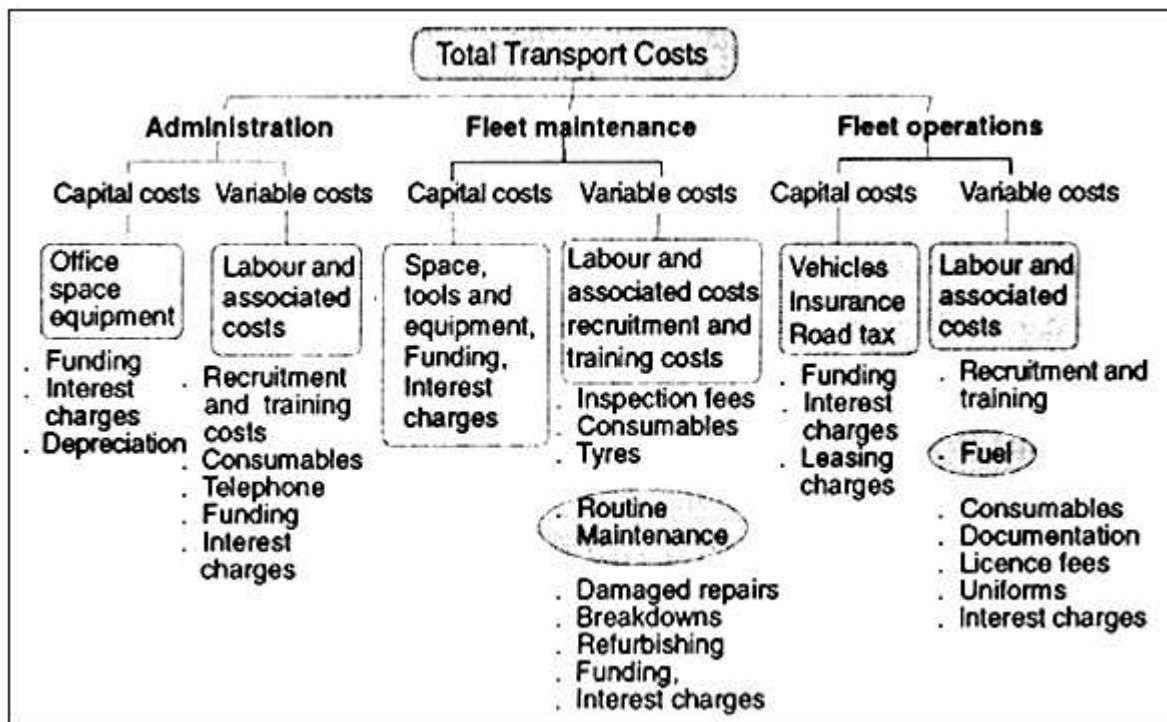 Total Transport Costs
Administration
Fleet maintenance
Fleet operations
Capital costs
Variable costs
Capital costs
Variable costs
Capital costs
Variable costs
Office
space
equipment
. Funding
. Interest
charges
. Depreciation
Labour and
associated
costs
. Recruitment
and training
costs
. Consumables
. Telephone
. Funding
. Interest
charges
Space,
tools and
equipment,
Funding,
Interest
charges
Labour and
associated costs
recruitment and
training costs
. Inspection fees
. Consumables
. Tyres
. Routine
Maintenance
. Damaged repairs
. Breakdowns
. Refurbishing
. Funding,
. Interest charges
Vehicles
Insurance
Road tax
. Funding
. Interest
charges
. Leasing
charges
Labour and
associated
costs
. Recruitment and
training
. Fuel
. Consumables
. Documentation
. Licence fees
. Uniforms
. Interest charges